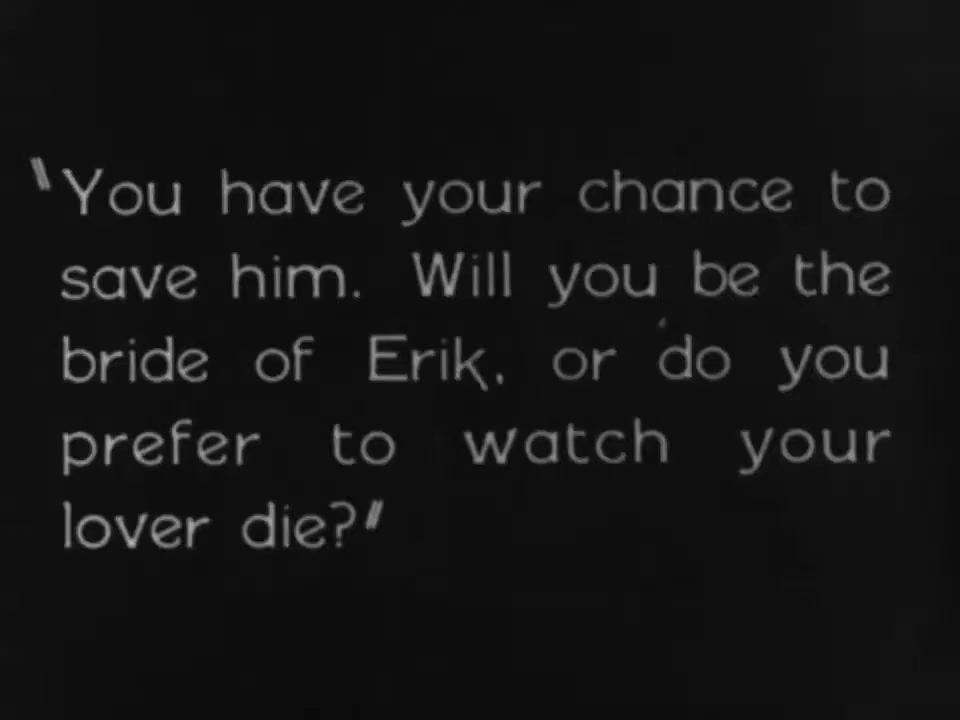 "You have your chance to
save him. Will you be the
bride of Erik, or do you
prefer to watch your
lover die?"